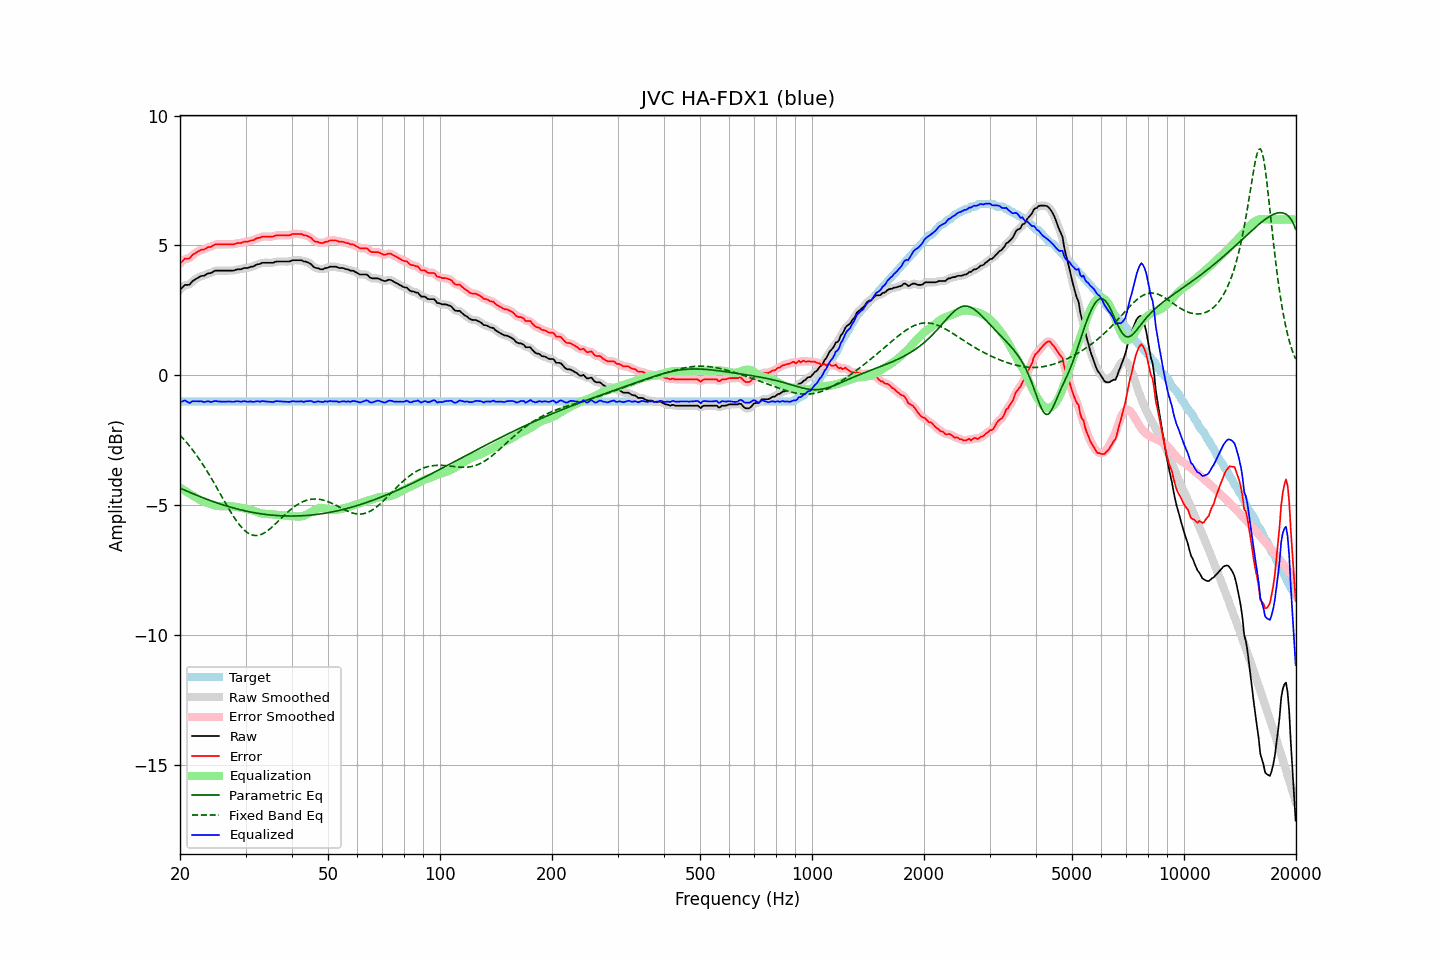 JVC HA-FDX1 (blue)
Amplitude (dBr)
10
5
0
−5
−10
−15
Target
Raw Smoothed
Error Smoothed
Raw
Error
Equalization
Parametric Eq
Fixed Band Eq
Equalized
20 50 100 200 500 1000 2000 5000 10000 20000
Frequency (Hz)